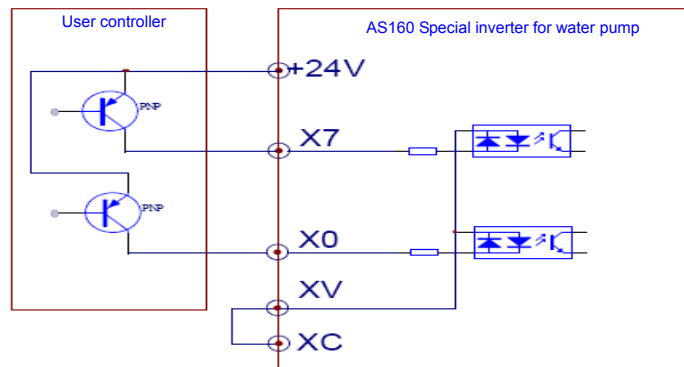 User controller
AS160 Special inverter for water pump
+24V
PNP
X7
PNP
X0
XV
XC